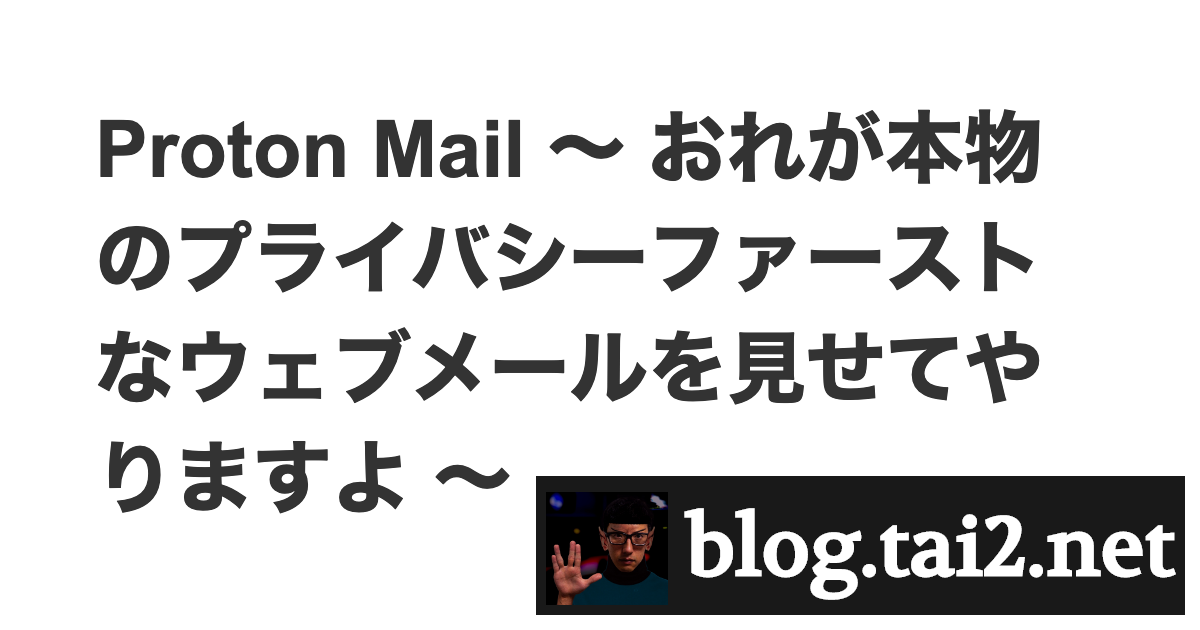 Proton Mail 〜 おれが本物
のプライバシーファースト
なウェブメールを見せてや
りますよ 〜
blog.tai2.net